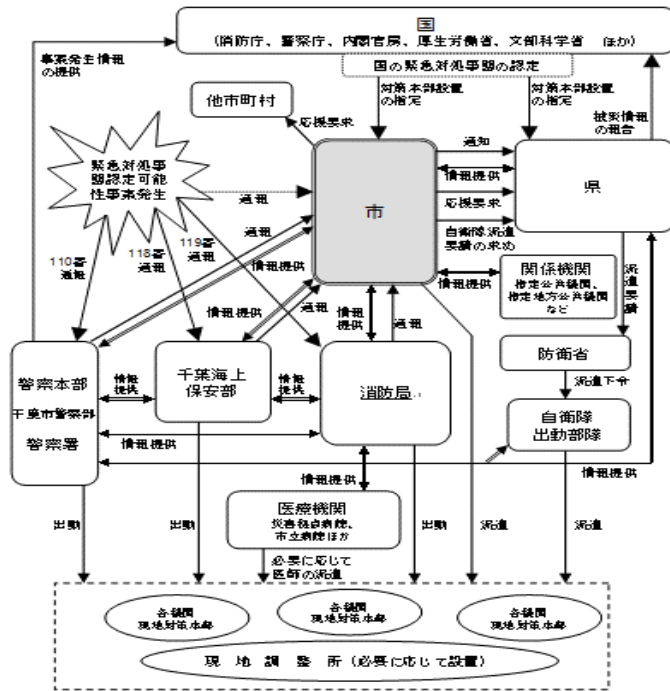 国
(消防庁、警察庁、内閣官房、厚生労働省、文部科学省 ほか)
国の緊急対処事態の認定
事案発生情報
の提供
対策本部設置
の指定
対策本部設置
の指定
被災情報
の報告
他市町村
応援要求
緊急対処事
態認定可能
性事案発生
通報
市
通知
情報提供
応援要求
自衛隊派遣
要請の求め
県
110番
通報
118番
通報
119番
通報
通報
情報提供
情報提供
通報
情報
提供
通報
情報提供
関係機関
指定公共機関、
指定地方公共機関
など
派遣要請
防衛省
派遣下令
自衛隊
出動部隊
警察本部
千葉市警察部
警察署
情報
提供
千葉海上
保安部
情報
提供
消防局
情報提供
情報提供
情報提供
医療機関
災害拠点病院、
市立病院ほか
出動
出動
出動
派遣
派遣
必要に応じて
医師の派遣
各機関
現地対策本部
各機関
現地対策本部
各機関
現地対策本部
現地調整所(必要に応じて設置)